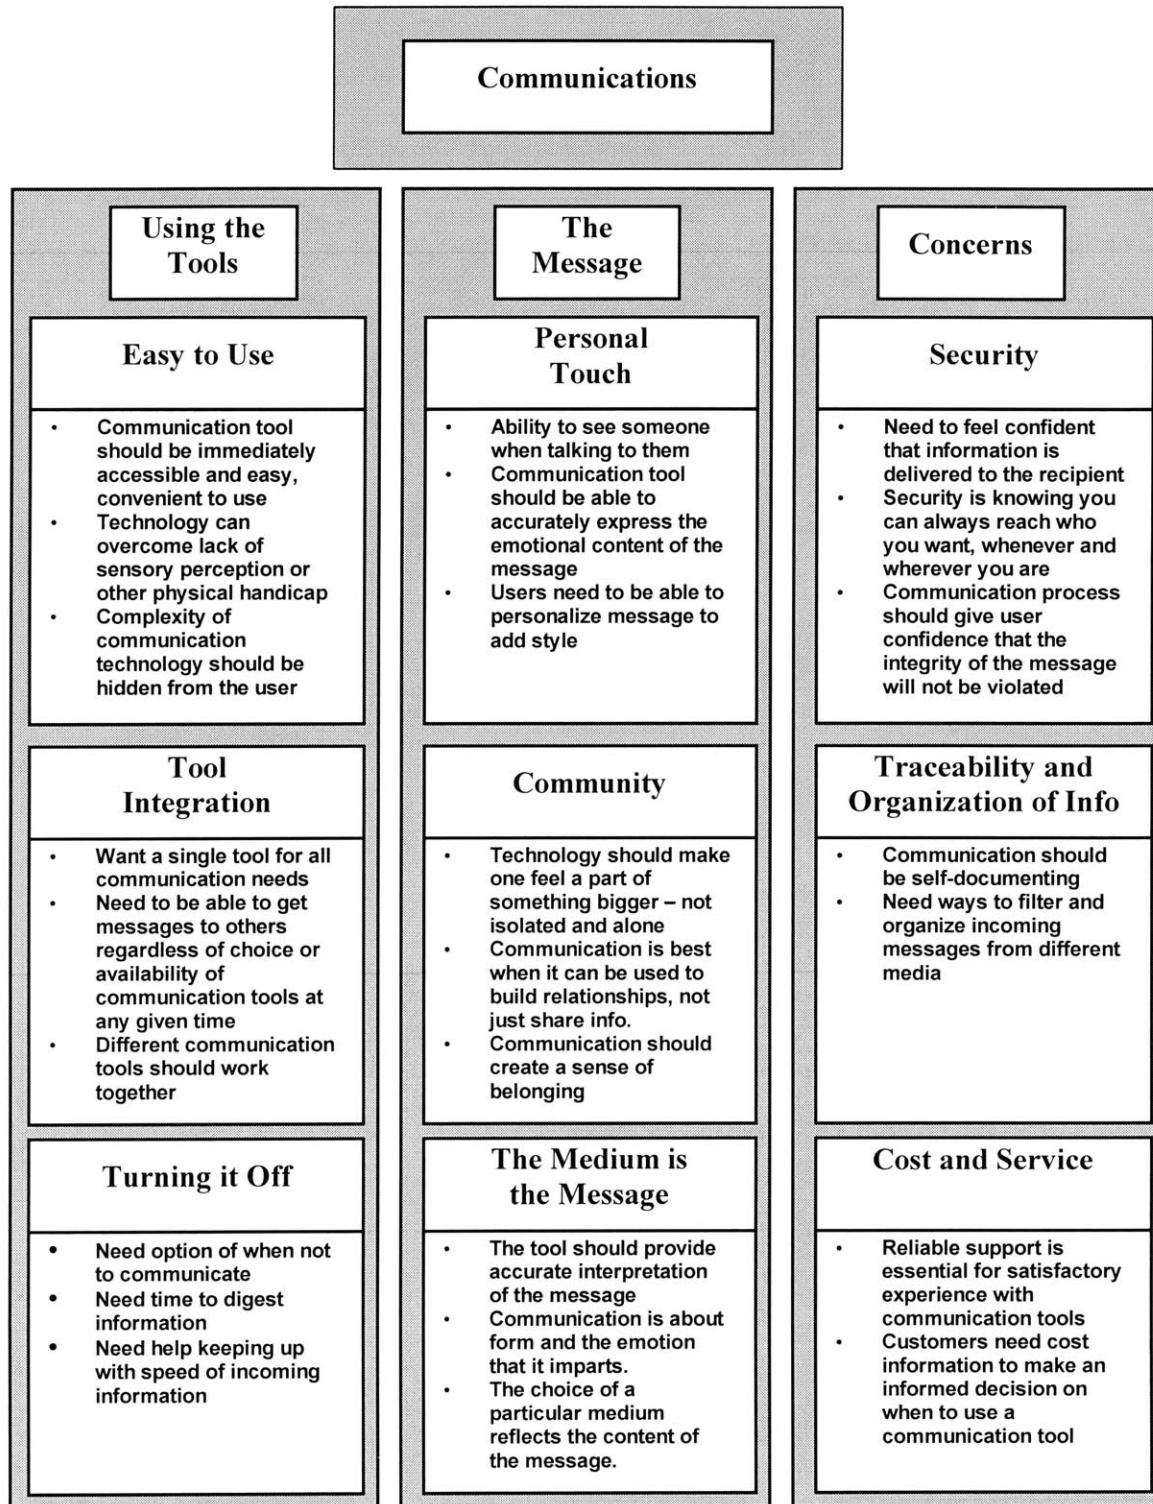 Communications
Using the
Tools
Easy to Use
• Communication tool
should be immediately
accessible and easy,
convenient to use
• Technology can
overcome lack of
sensory perception or
other physical handicap
• Complexity of
communication
technology should be
hidden from the user
Tool
Integration
• Want a single tool for all
communication needs
• Need to be able to get
messages to others
regardless of choice or
availability of
communication tools at
any given time
• Different communication
tools should work
together
Turning it Off
• Need option of when not
to communicate
• Need time to digest
information
• Need help keeping up
with speed of incoming
information
The
Message
Personal
Touch
• Ability to see someone
when talking to them
• Communication tool
should be able to
accurately express the
emotional content of the
message
• Users need to be able to
personalize message to
add style
Community
• Technology should make
one feel a part of
something bigger – not
isolated and alone
• Communication is best
when it can be used to
build relationships, not
just share info.
• Communication should
create a sense of
belonging
The Medium is
the Message
• The tool should provide
accurate interpretation
of the message
• Communication is about
form and the emotion
that it imparts.
• The choice of a
particular medium
reflects the content of
the message.
Concerns
Security
• Need to feel confident
that information is
delivered to the recipient
• Security is knowing you
can always reach who
you want, whenever and
wherever you are
• Communication process
should give user
confidence that the
integrity of the message
will not be violated
Traceability and
Organization of Info
• Communication should
be self-documenting
• Need ways to filter and
organize incoming
messages from different
media
Cost and Service
• Reliable support is
essential for satisfactory
experience with
communication tools
• Customers need cost
information to make an
informed decision on
when to use a
communication tool